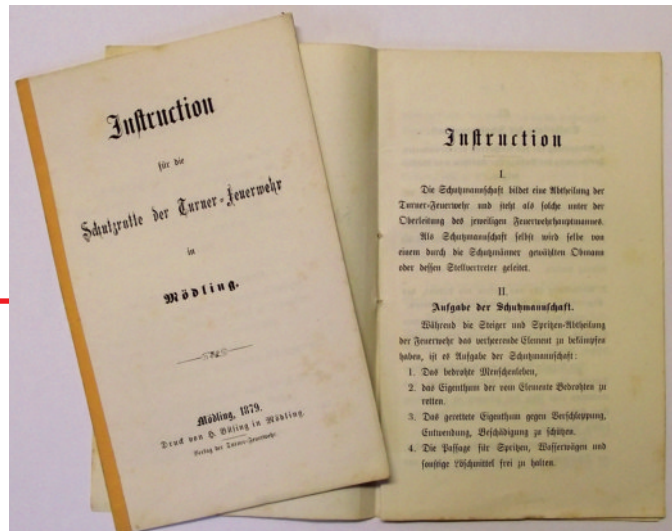 Instruction
für die
Schutzrotte der Turner-Feuerwehr
in
Mödling.
Mödling, 1879.
Druck von H. Büsing in Mödling.
Verlag der Turner-Feuerwehr.
Instruction
I.
Die Schutzmannschaft bildet eine Abtheilung der
Turner-Feuerwehr und steht als solche unter der
Oberleitung des jeweiligen Feuerwehrhauptmannes.
Als Schutzmannschaft selbst wird selbe von
einem durch die Schutzmänner gewählten Obmann
oder dessen Stellvertreter geleitet.
II.
Aufgabe der Schutzmannschaft.
Während die Steiger und Spritzen-Abtheilung
der Feuerwehr das verheerende Element zu bekämpfen
haben, ist es Aufgabe der Schutzmannschaft:
1. Das bedrohte Menschenleben,
2. das Eigenthum der vom Elemente Bedrohten zu
retten.
3. Das gerettete Eigenthum gegen Verschleppung,
Entwendung, Beschädigung zu schützen.
4. Die Passage für Spritzen, Wasserwägen und
sonstige Löschmittel frei zu halten.